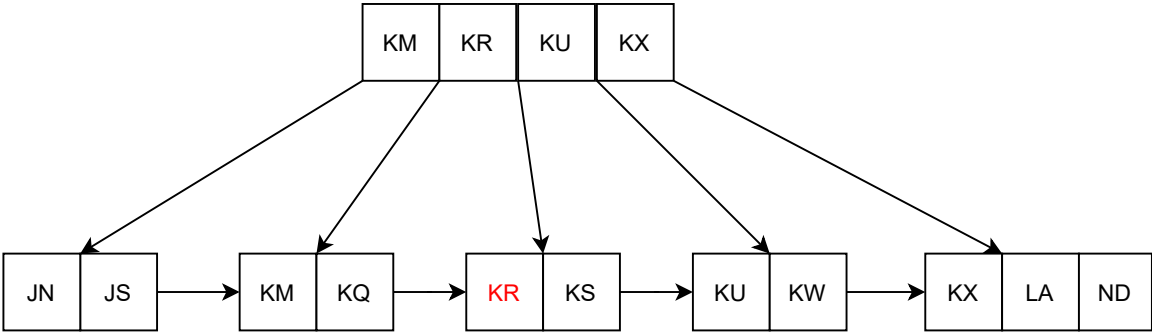 KM KR KU KX
JN JS KM KQ KR KS KU KW KX LA ND